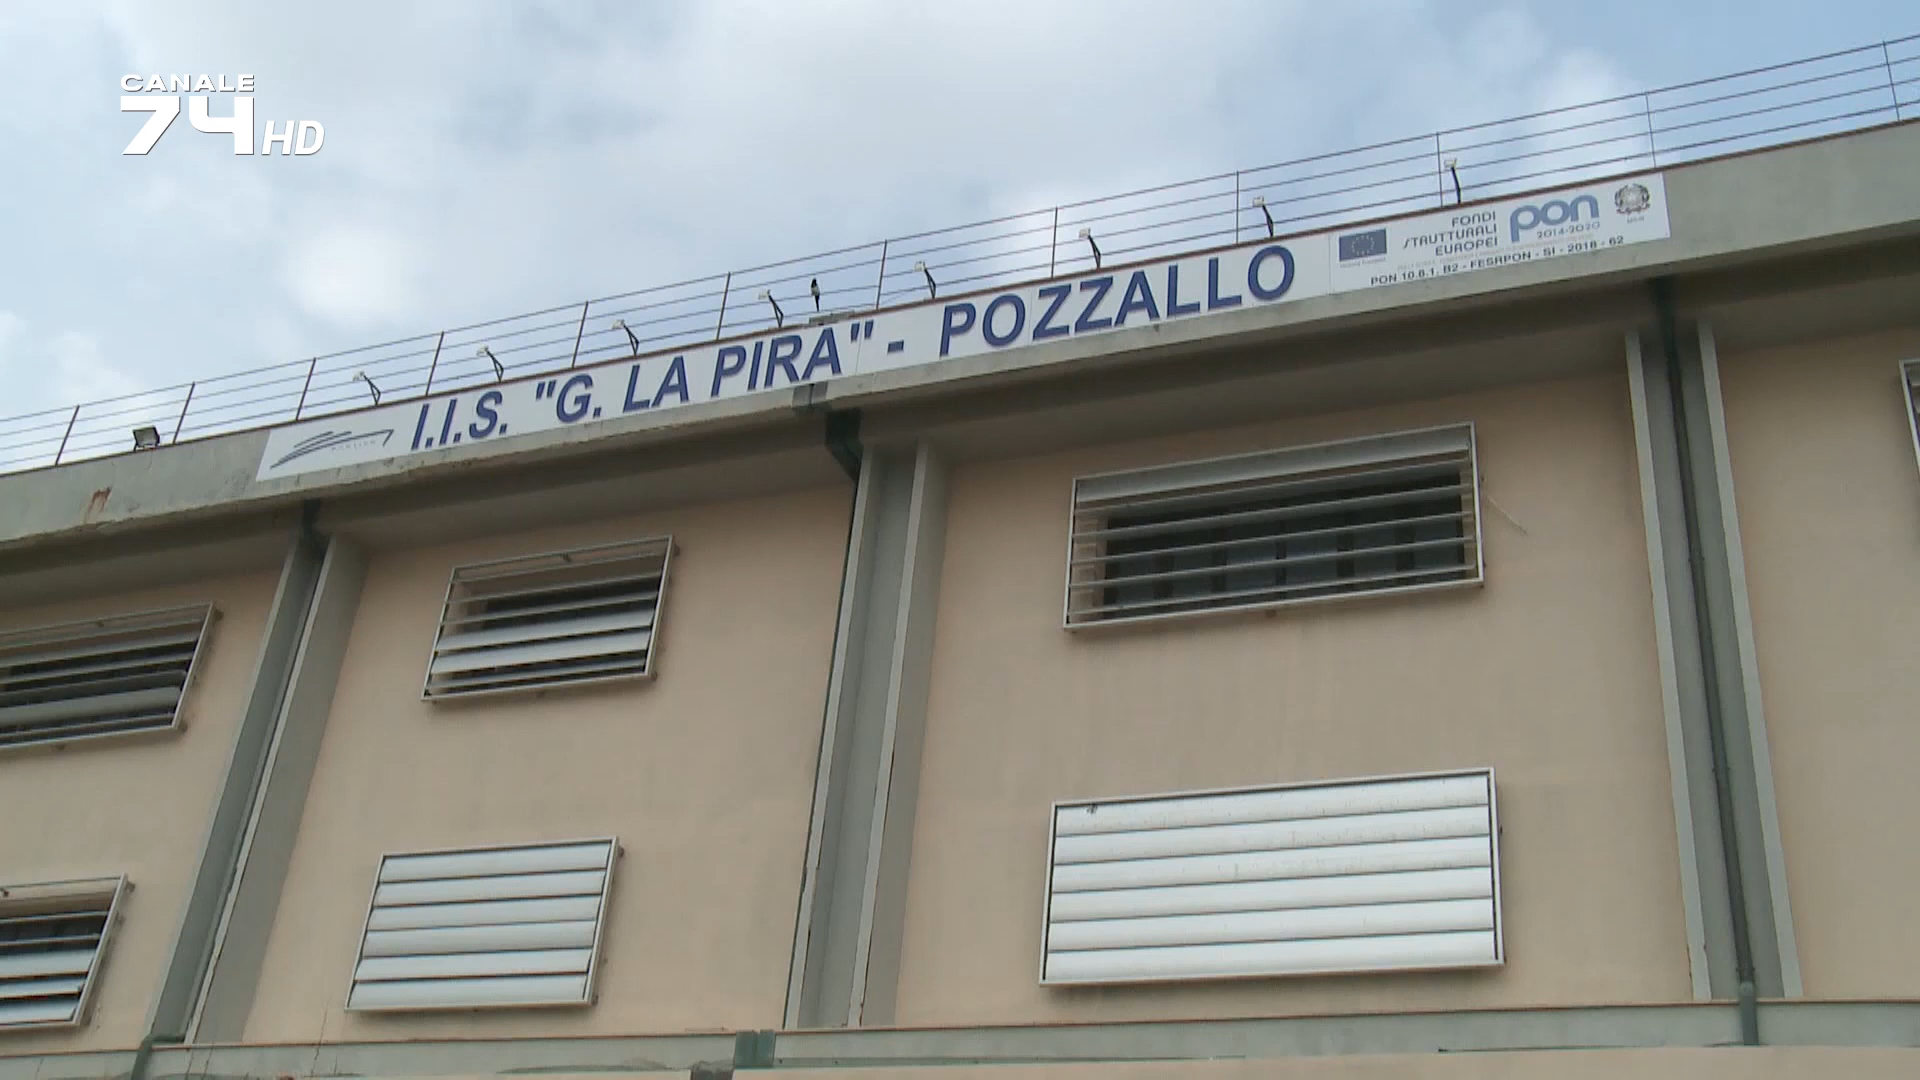 CANALE
74 HD
I.I.S. "G. LA PIRA" - POZZALLO
FONDI
STRUTTURALI
EUROPEI
pon
2014-2020
PON 10.8.1. B2 - FESRPON - SI - 2018 - 62